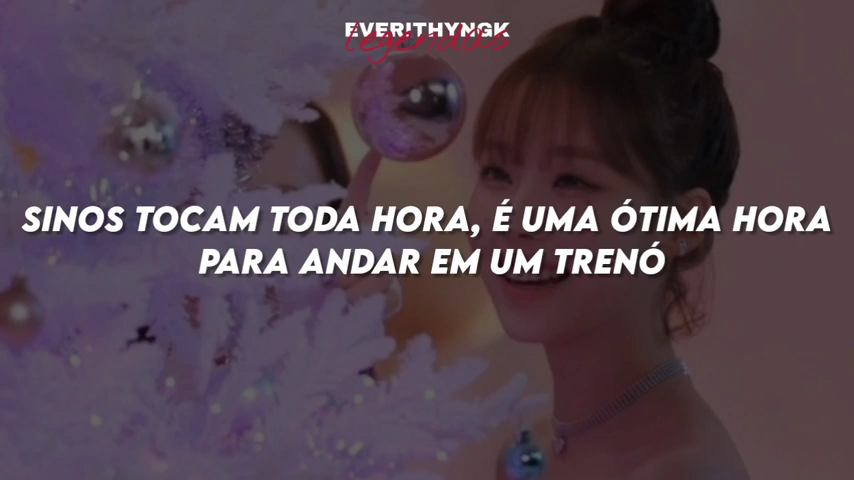 EVERITHYNGK
legendas
SINOS TOCAM TODA HORA, É UMA ÓTIMA HORA
PARA ANDAR EM UM TRENÓ